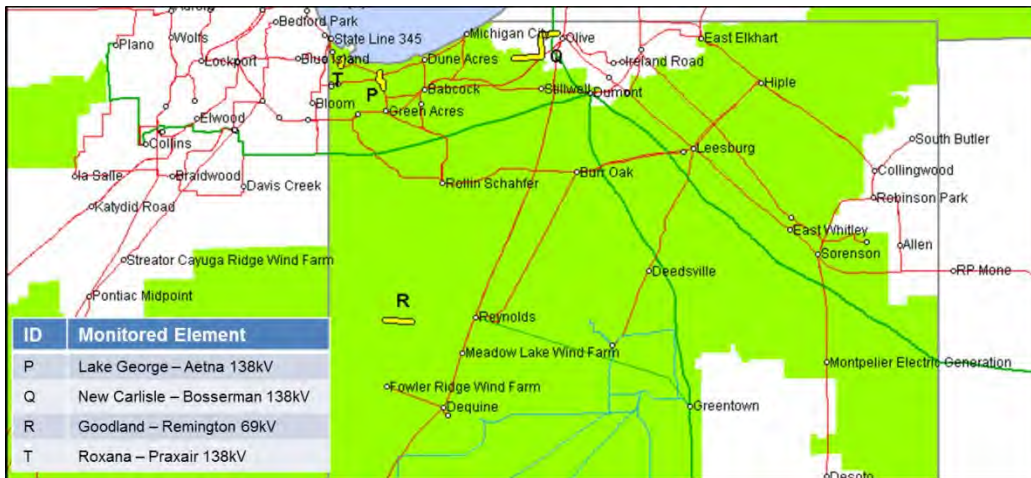 Bedford Park
Plano
Wolfs
State Line 345
Michigan City
Olive
East Elkhart
Lockport
Blue Island
Dune Acres
Q
Ireland Road
T
P
Babcock
Stillwell
Dumont
Hiple
Bloom
Green Acres
Elwood
Collins
South Butler
Leesburg
la Salle
Braidwood
Davis Creek
Rollin Schahfer
Burr Oak
Collingwood
Robinson Park
Katydid Road
East Whitley
Allen
Sorenson
Streator Cayuga Ridge Wind Farm
Deedsville
RP Mone
Pontiac Midpoint
R
Reynolds
ID Monitored Element
P Lake George – Aetna 138kV
Q New Carlisle – Bosserman 138kV
R Goodland – Remington 69kV
T Roxana – Praxair 138kV
Meadow Lake Wind Farm
Montpelier Electric Generation
Fowler Ridge Wind Farm
Dequine
Greentown
Desoto